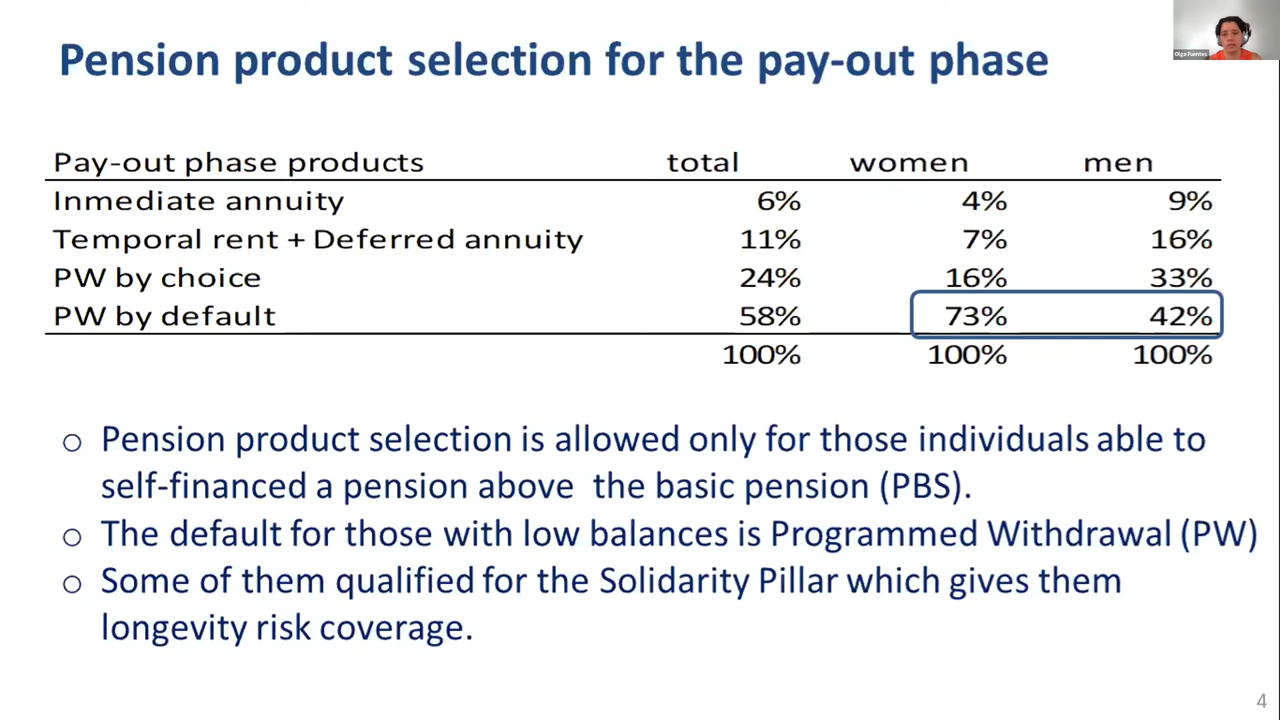 Pension product selection for the pay-out phase
Olga Fuentes
Pay-out phase products total women men
Inmediate annuity 6% 4% 9%
Temporal rent + Deferred annuity 11% 7% 16%
PW by choice 24% 16% 33%
PW by default 58% 73% 42%
100% 100% 100%
o Pension product selection is allowed only for those individuals able to
self-financed a pension above the basic pension (PBS).
o The default for those with low balances is Programmed Withdrawal (PW)
o Some of them qualified for the Solidarity Pillar which gives them
longevity risk coverage.
4